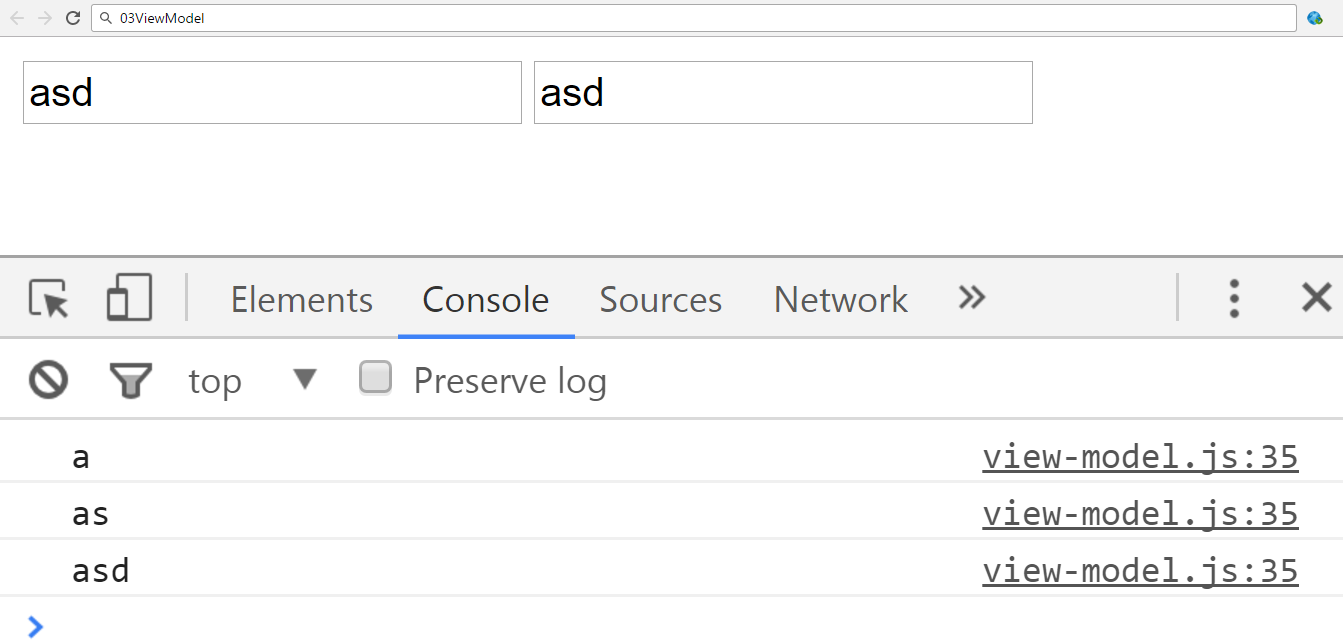 03ViewModel
asd asd
Elements Console Sources Network
top Preserve log
a view-model.js:35
as view-model.js:35
asd view-model.js:35